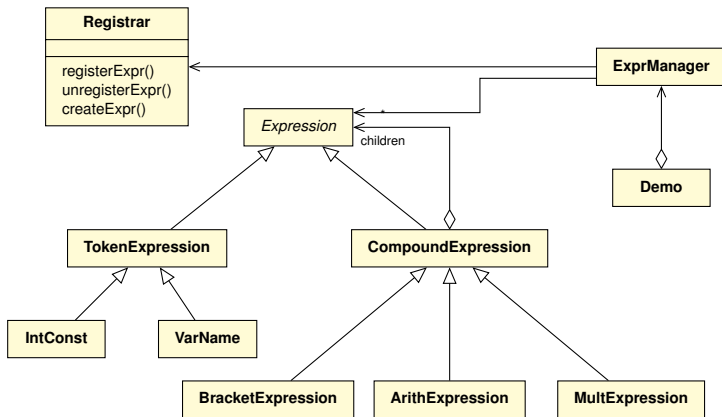 Registrar
registerExpr()
unregisterExpr()
createExpr()
ExprManager
*
Expression
children
Demo
TokenExpression
CompoundExpression
IntConst
VarName
BracketExpression
ArithExpression
MultExpression